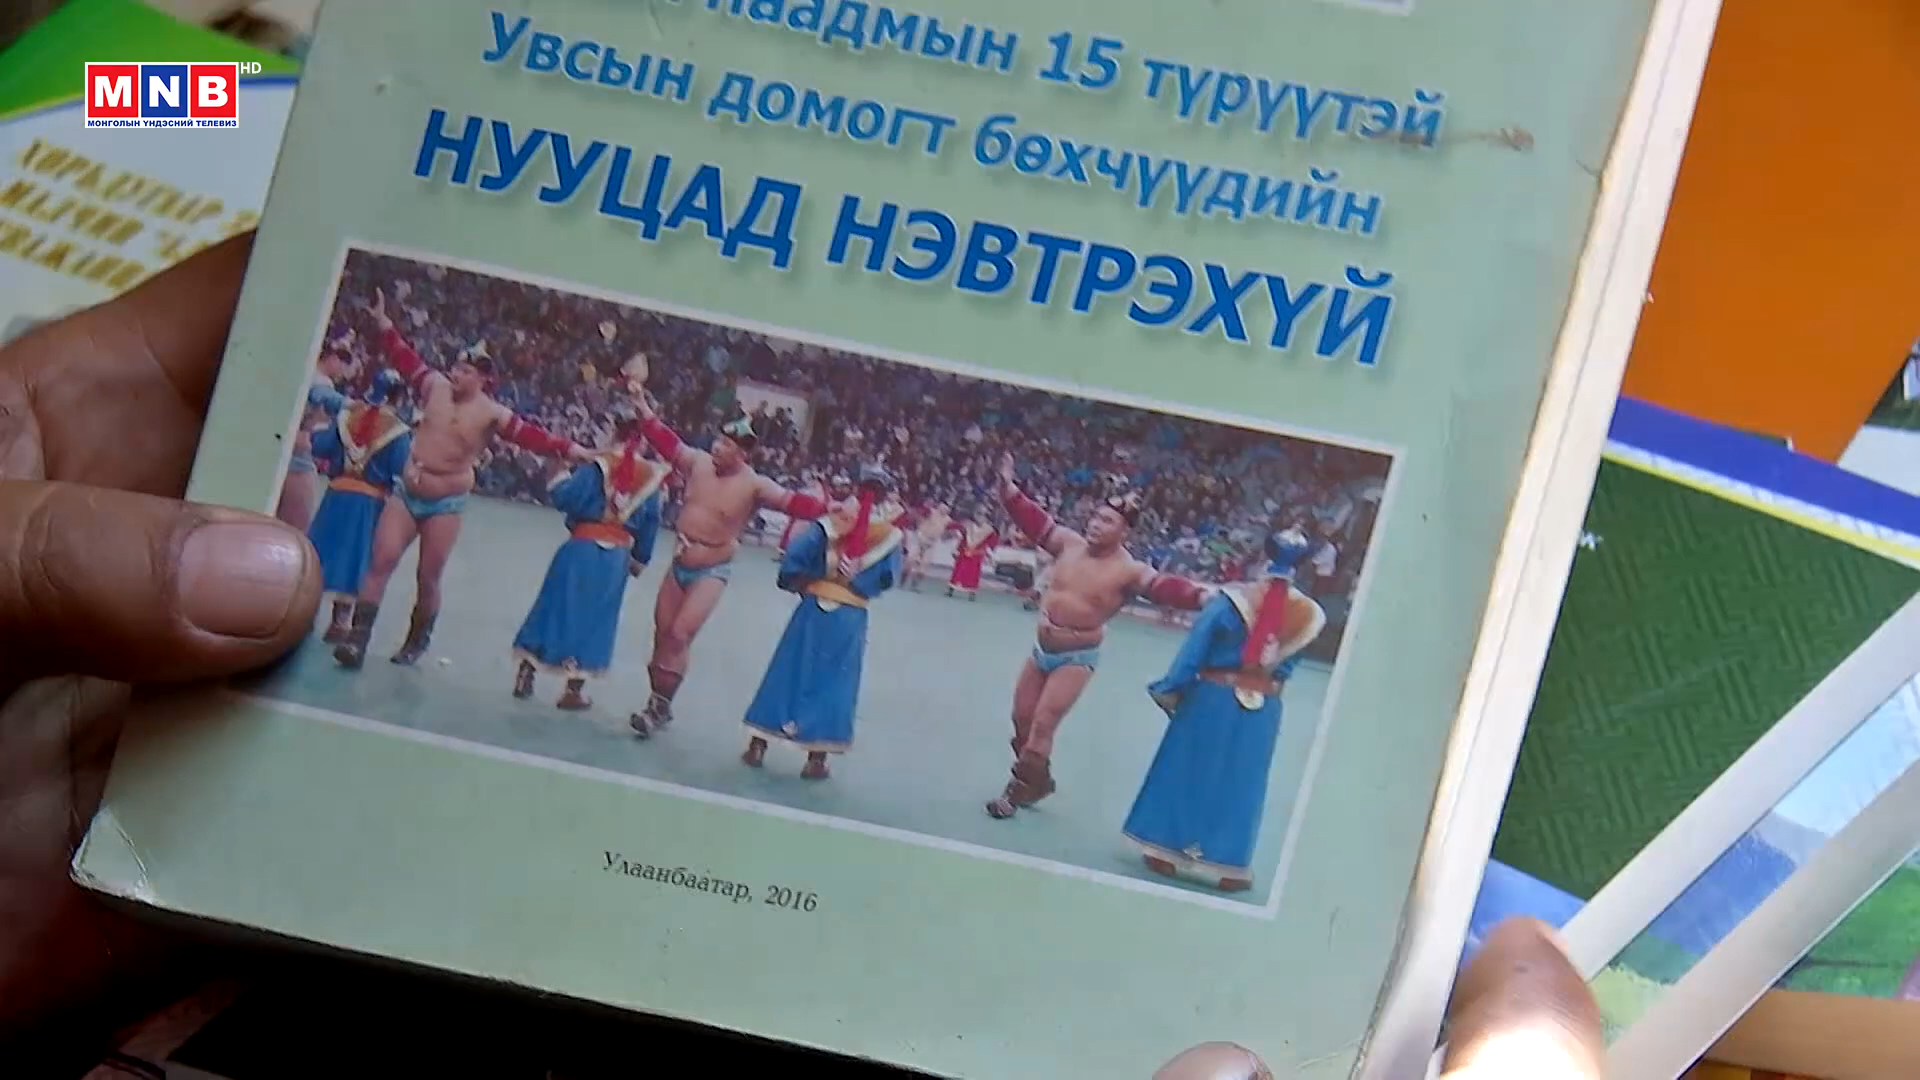 MNB HD
МОНГОЛЫН ҮНДЭСНИЙ ТЕЛЕВИЗ
наадмын 15 түрүүтэй
Увсын домогт бөхчүүдийн
НУУЦАД НЭВТРЭХҮЙ
Улаанбаатар, 2016